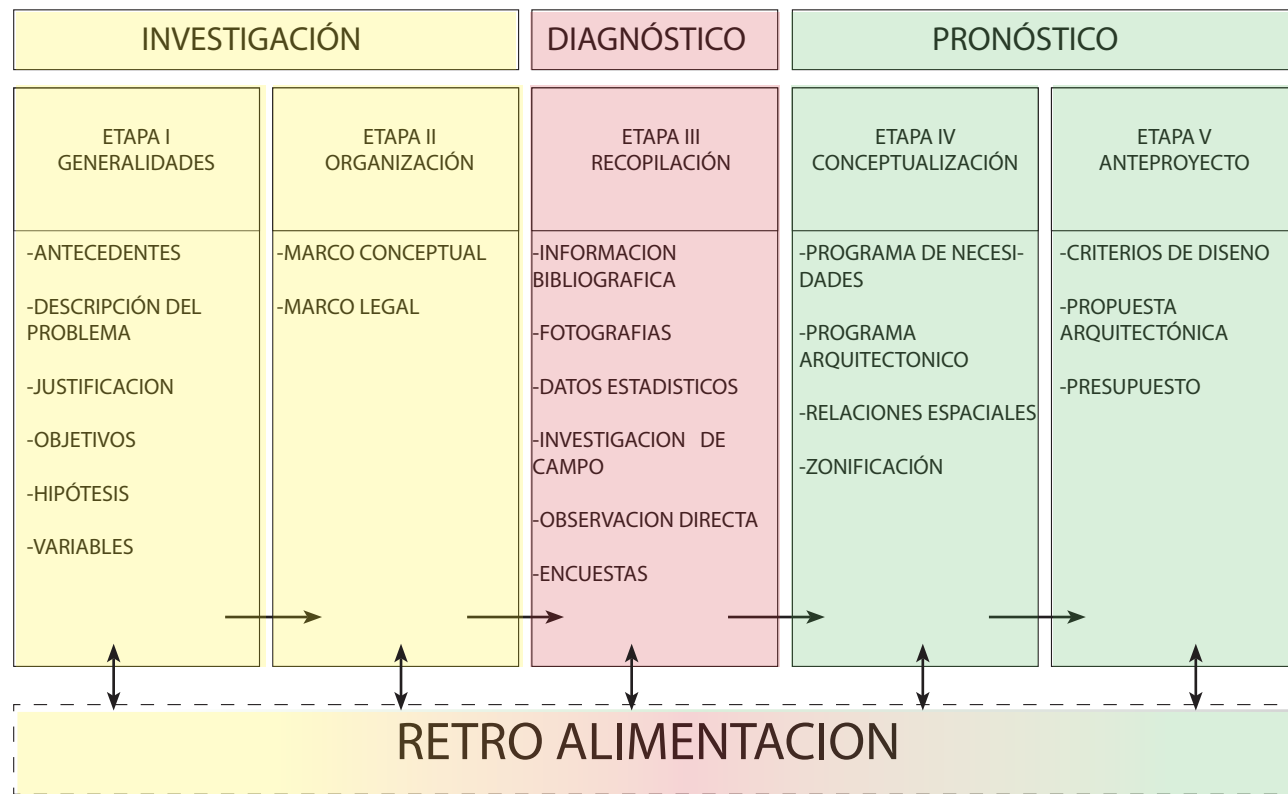 INVESTIGACIÓN
DIAGNÓSTICO
PRONÓSTICO
ETAPA I
GENERALIDADES
-ANTECEDENTES
-DESCRIPCIÓN DEL
PROBLEMA
-JUSTIFICACION
-OBJETIVOS
-HIPÓTESIS
-VARIABLES
ETAPA II
ORGANIZACIÓN
-MARCO CONCEPTUAL
-MARCO LEGAL
ETAPA III
RECOPILACIÓN
-INFORMACION
BIBLIOGRAFICA
-FOTOGRAFIAS
-DATOS ESTADISTICOS
-INVESTIGACION DE
CAMPO
-OBSERVACION DIRECTA
-ENCUESTAS
ETAPA IV
CONCEPTUALIZACIÓN
-PROGRAMA DE NECESI-
DADES
-PROGRAMA
ARQUITECTONICO
-RELACIONES ESPACIALES
-ZONIFICACIÓN
ETAPA V
ANTEPROYECTO
-CRITERIOS DE DISENO
-PROPUESTA
ARQUITECTÓNICA
-PRESUPUESTO
RETRO ALIMENTACION